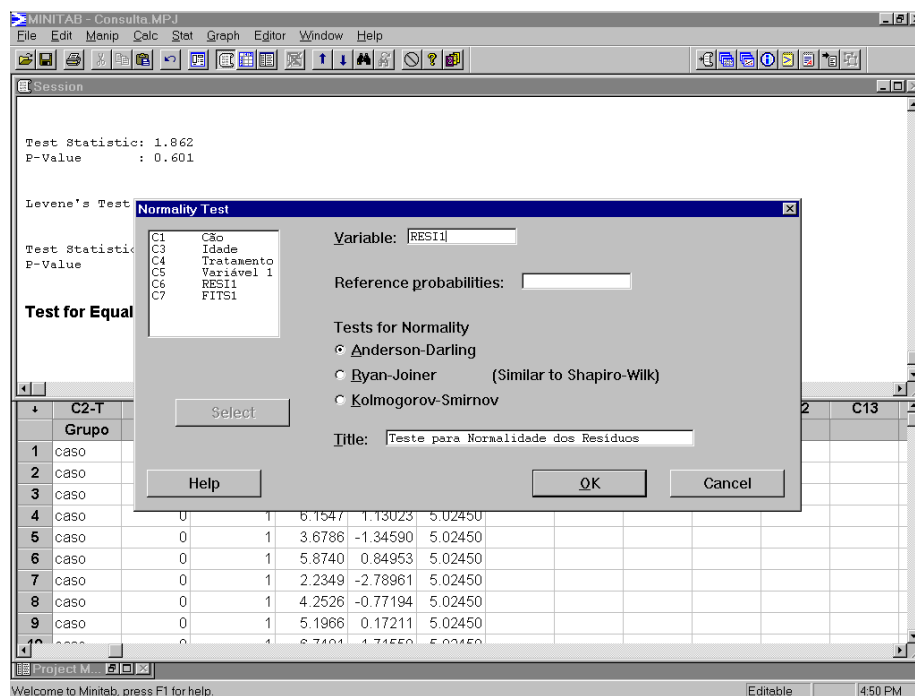 MINITAB - Consulta.MPJ
File Edit Manip Calc Stat Graph Editor Window Help
Session
Test Statistic: 1.862
P-Value : 0.601
Levene's Test
Test Statisti
P-Value
Test for Equal
Normality Test
C1 Cão
C3 Idade
C4 Tratamento
C5 Variável 1
C6 RESI1
C7 FITS1
Select
Help
Variable: RESI1
Reference probabilities:
Tests for Normality
Anderson-Darling
Ryan-Joiner (Similar to Shapiro-Wilk)
Kolmogorov-Smirnov
Title: Teste para Normalidade dos Resíduos
OK Cancel
C2-T 2 C13
Grupo
1 caso
2 caso
3 caso
4 caso 0 1 6.1547 1.13023 5.02450
5 caso 0 1 3.6786 -1.34590 5.02450
6 caso 0 1 5.8740 0.84953 5.02450
7 caso 0 1 2.2349 -2.78961 5.02450
8 caso 0 1 4.2526 -0.77194 5.02450
9 caso 0 1 5.1966 0.17211 5.02450
Project M...
Welcome to Minitab, press F1 for help. Editable 4:50 PM